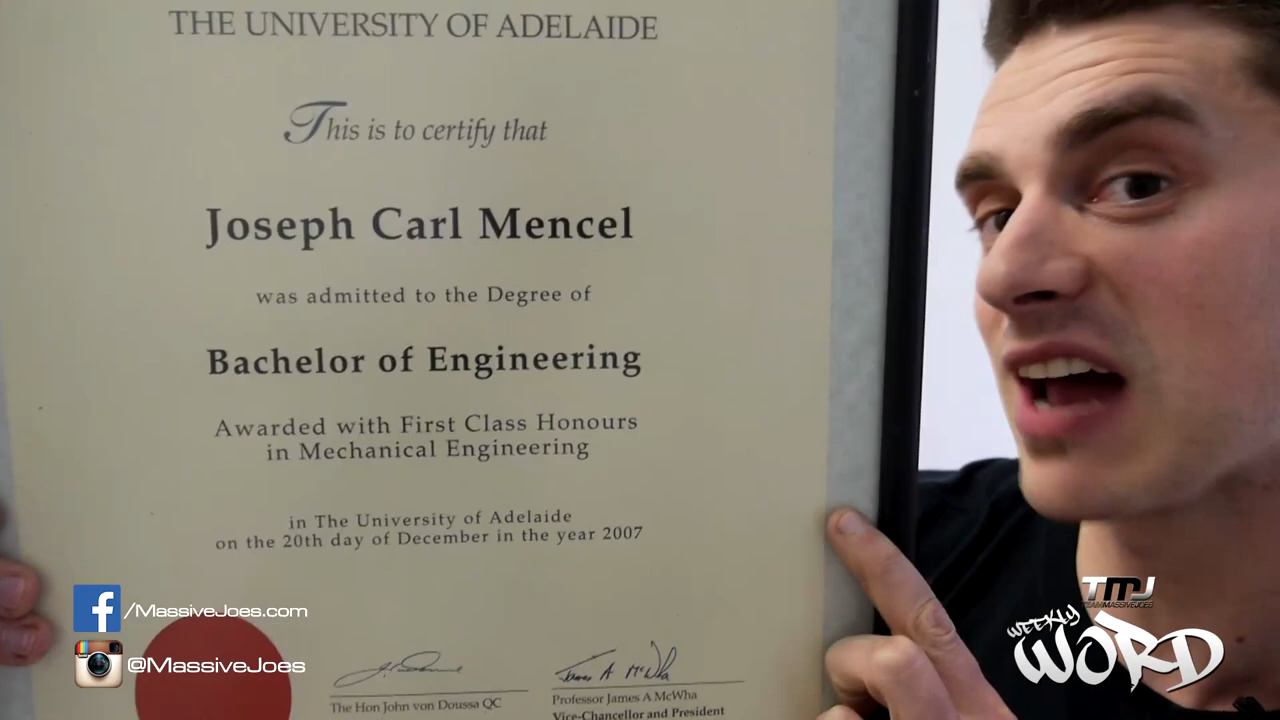 THE UNIVERSITY OF ADELAIDE
This is to certify that
Joseph Carl Mencel
was admitted to the Degree of
Bachelor of Engineering
Awarded with First Class Honours
in Mechanical Engineering
in The University of Adelaide
on the 20th day of December in the year 2007
f /MassiveJoes.com
@MassiveJoes
James A McWha
The Hon John von Doussa QC
Professor James A McWha
Vice-Chancellor and President
TMJ
TEAMMASSIVEJOES
WEEKLY
WORD